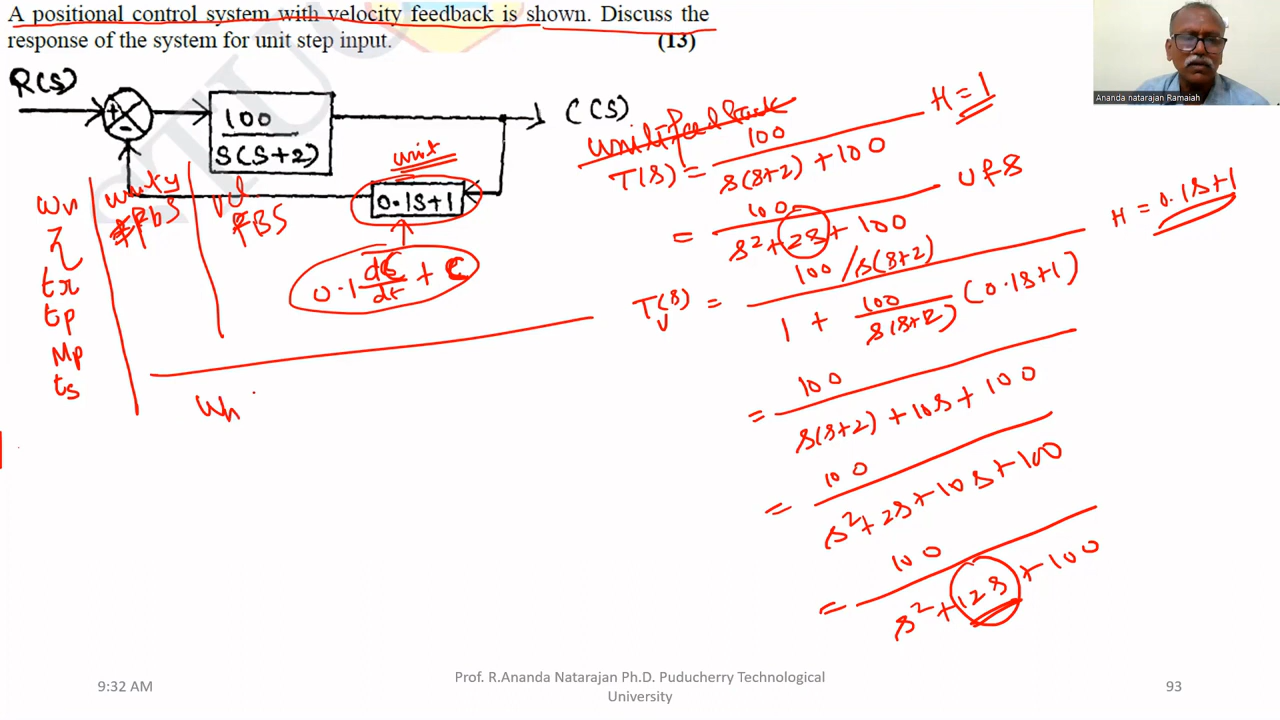 A positional control system with velocity feedback is shown. Discuss the
response of the system for unit step input. (13)
R(s)
+
-
100
s(s+2)
C(s)
unit
0.1s+1
0.1 dC/dt + C
unity FBS
vel FBS
ωn
ζ
tr
tp
Mp
ts
ωn
unity feedback
T(s) = 100 / s(s+2) + 100 H = 1
= 100 / s² + 2s + 100 UFS
Tv(s) = 100/s(s+2) / 1 + 100/s(s+2) (0.1s+1) H = 0.1s+1
= 100 / s(s+2) + 10s + 100
= 100 / s² + 2s + 10s + 100
= 100 / s² + 12s + 100
Ananda natarajan Ramaiah
9:32 AM
Prof. R.Ananda Natarajan Ph.D. Puducherry Technological
University
93